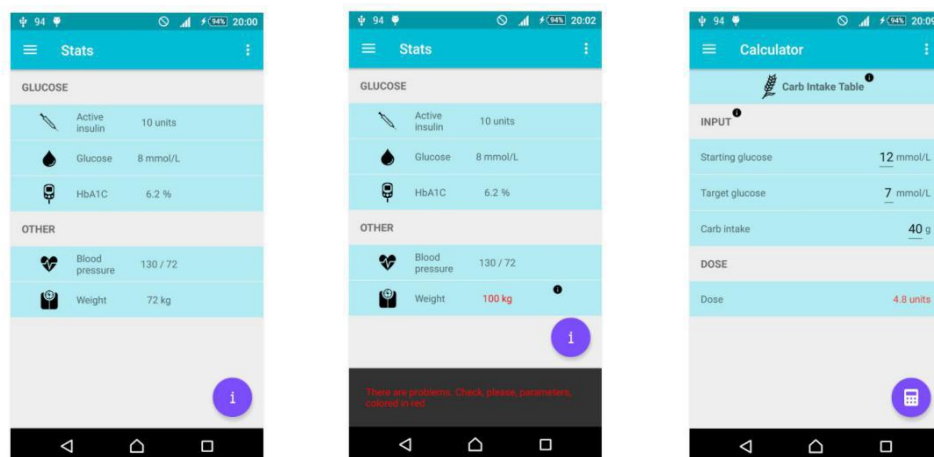 94 94% 20:00
Stats
GLUCOSE
Active insulin 10 units
Glucose 8 mmol/L
HbA1C 6.2 %
OTHER
Blood pressure 130 / 72
Weight 72 kg
i
94 94% 20:02
Stats
GLUCOSE
Active insulin 10 units
Glucose 8 mmol/L
HbA1C 6.2 %
OTHER
Blood pressure 130 / 72
Weight 100 kg
i
There are problems. Check, please, parameters,
colored in red
94 94% 20:09
Calculator
Carb Intake Table
INPUT
Starting glucose 12 mmol/L
Target glucose 7 mmol/L
Carb intake 40 g
DOSE
Dose 4.8 units